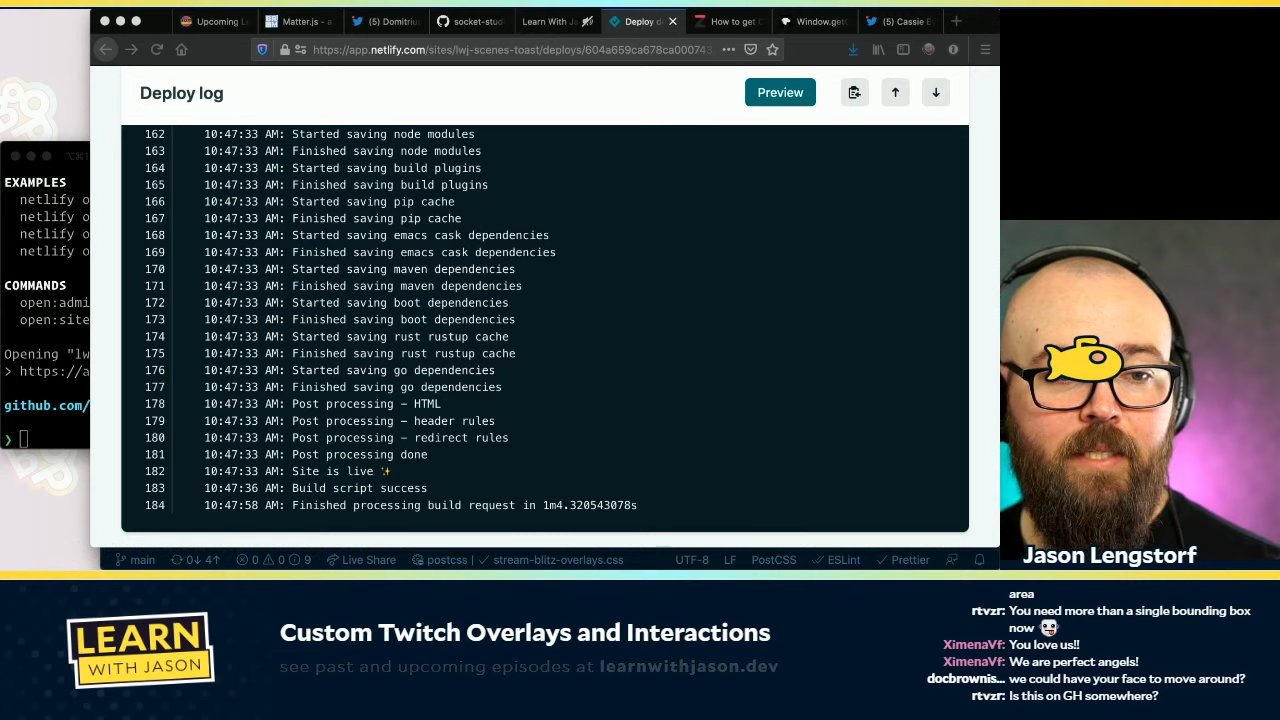 Upcoming Le
Matter.js - a
(5) Domitriu
socket-stud
Learn With Ja
Deploy de
How to get C
Window.getC
(5) Cassie E
https://app.netlify.com/sites/lwj-scenes-toast/deploys/604a659ca678ca000743
Deploy log
Preview
162 10:47:33 AM: Started saving node modules
163 10:47:33 AM: Finished saving node modules
164 10:47:33 AM: Started saving build plugins
165 10:47:33 AM: Finished saving build plugins
166 10:47:33 AM: Started saving pip cache
167 10:47:33 AM: Finished saving pip cache
168 10:47:33 AM: Started saving emacs cask dependencies
169 10:47:33 AM: Finished saving emacs cask dependencies
170 10:47:33 AM: Started saving maven dependencies
171 10:47:33 AM: Finished saving maven dependencies
172 10:47:33 AM: Started saving boot dependencies
173 10:47:33 AM: Finished saving boot dependencies
174 10:47:33 AM: Started saving rust rustup cache
175 10:47:33 AM: Finished saving rust rustup cache
176 10:47:33 AM: Started saving go dependencies
177 10:47:33 AM: Finished saving go dependencies
178 10:47:33 AM: Post processing - HTML
179 10:47:33 AM: Post processing - header rules
180 10:47:33 AM: Post processing - redirect rules
181 10:47:33 AM: Post processing done
182 10:47:33 AM: Site is live ✨
183 10:47:36 AM: Build script success
184 10:47:58 AM: Finished processing build request in 1m4.320543078s
EXAMPLES
netlify o
netlify o
netlify o
netlify o
COMMANDS
open:admi
open:site
Opening "lw
> https://a
github.com/
❯
main 0↓ 4↑ 0 0 9 Live Share postcss | ✓ stream-blitz-overlays.css UTF-8 LF PostCSS ESLint Prettier
Jason Lengstorf
LEARN
WITH JASON
Custom Twitch Overlays and Interactions
see past and upcoming episodes at learnwithjason.dev
area
rtvzr: You need more than a single bounding box
now 👻
XimenaVf: You love us!!
XimenaVf: We are perfect angels!
docbrownis... we could have your face to move around?
rtvzr: Is this on GH somewhere?